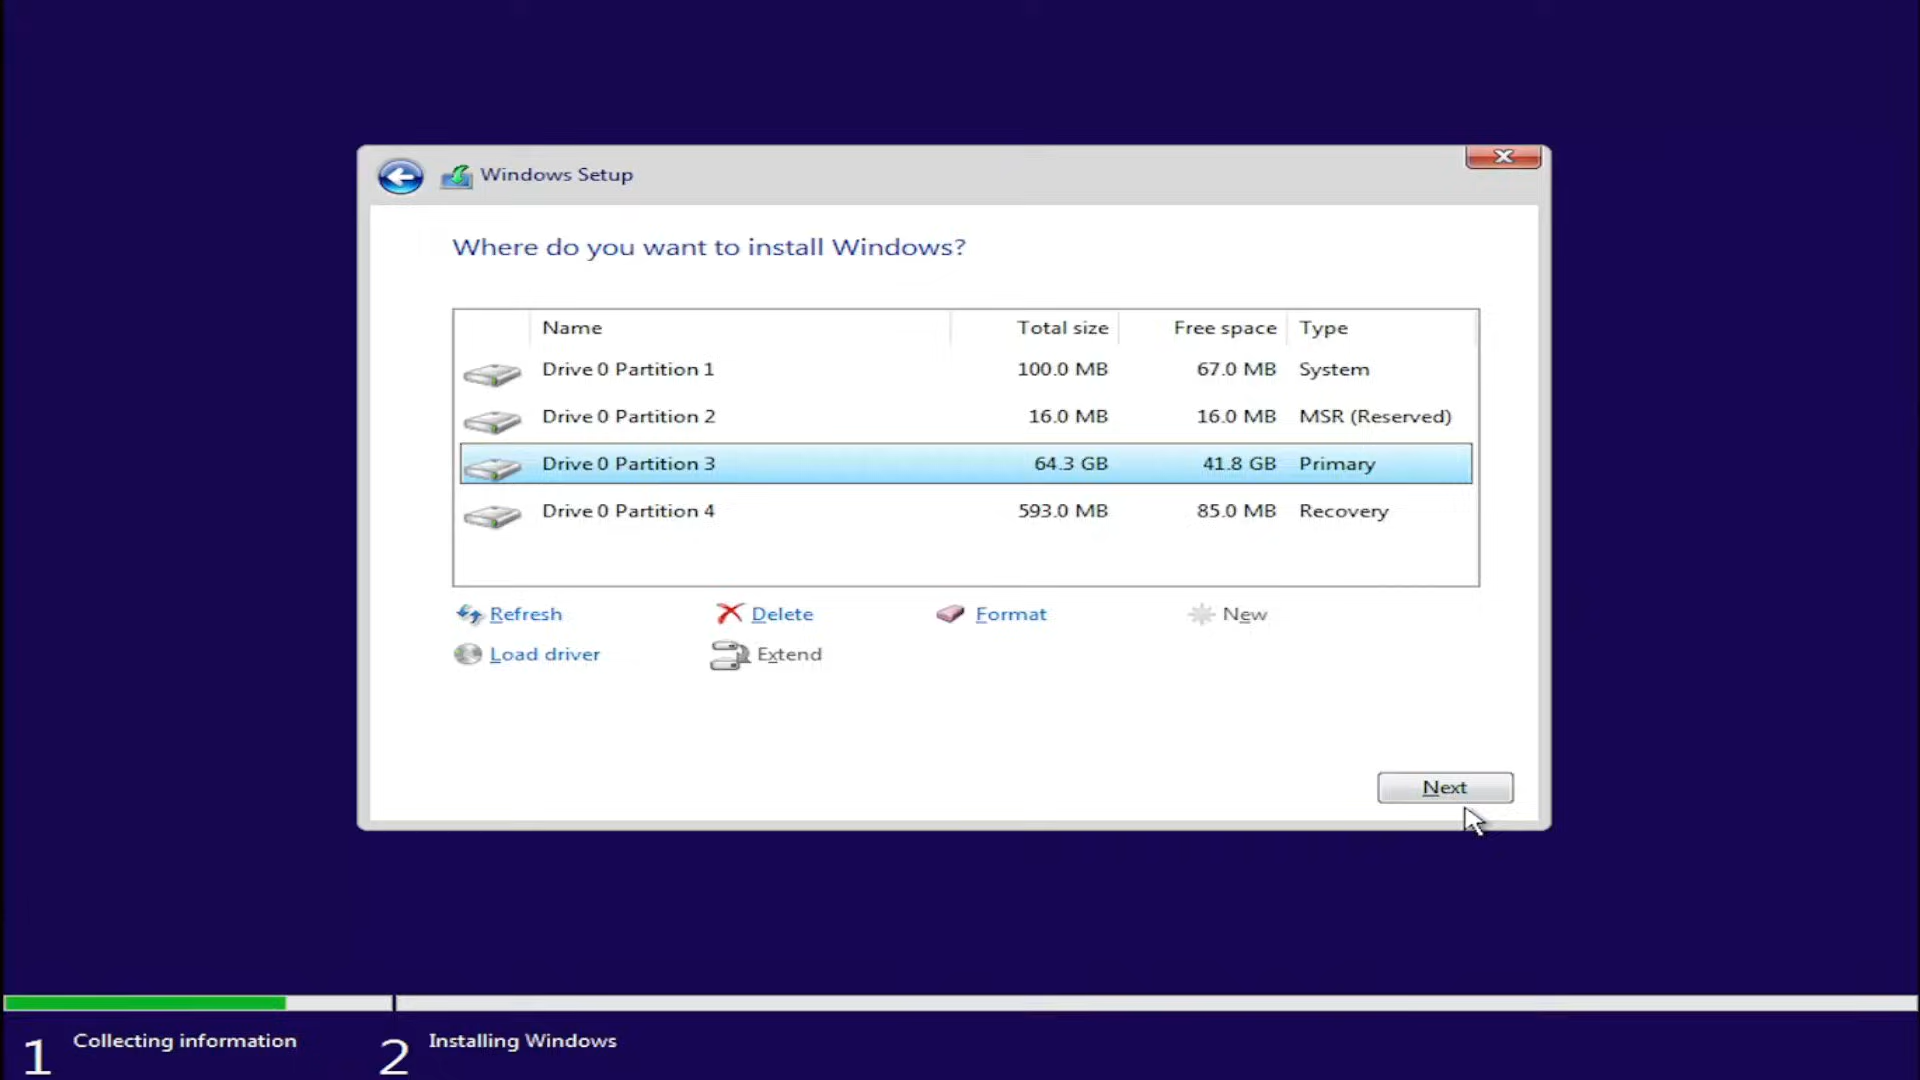 Windows Setup
Where do you want to install Windows?
Name Total size Free space Type
Drive 0 Partition 1 100.0 MB 67.0 MB System
Drive 0 Partition 2 16.0 MB 16.0 MB MSR (Reserved)
Drive 0 Partition 3 64.3 GB 41.8 GB Primary
Drive 0 Partition 4 593.0 MB 85.0 MB Recovery
Refresh Delete Format New
Load driver Extend
Next
1 Collecting information 2 Installing Windows